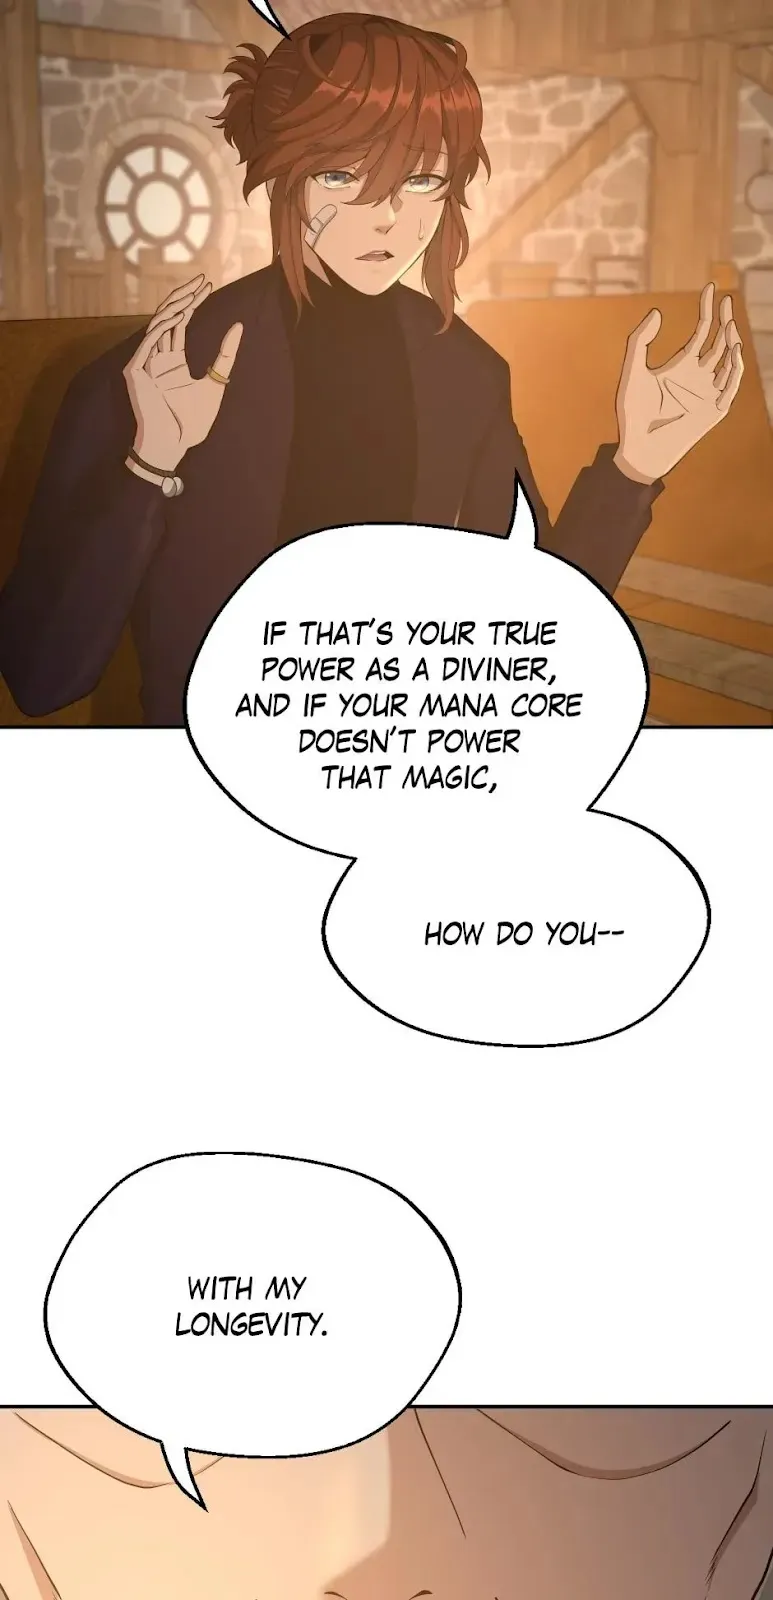 IF THAT'S YOUR TRUE
POWER AS A DIVINER,
AND IF YOUR MANA CORE
DOESN'T POWER
THAT MAGIC,
HOW DO YOU--
WITH MY
LONGEVITY.